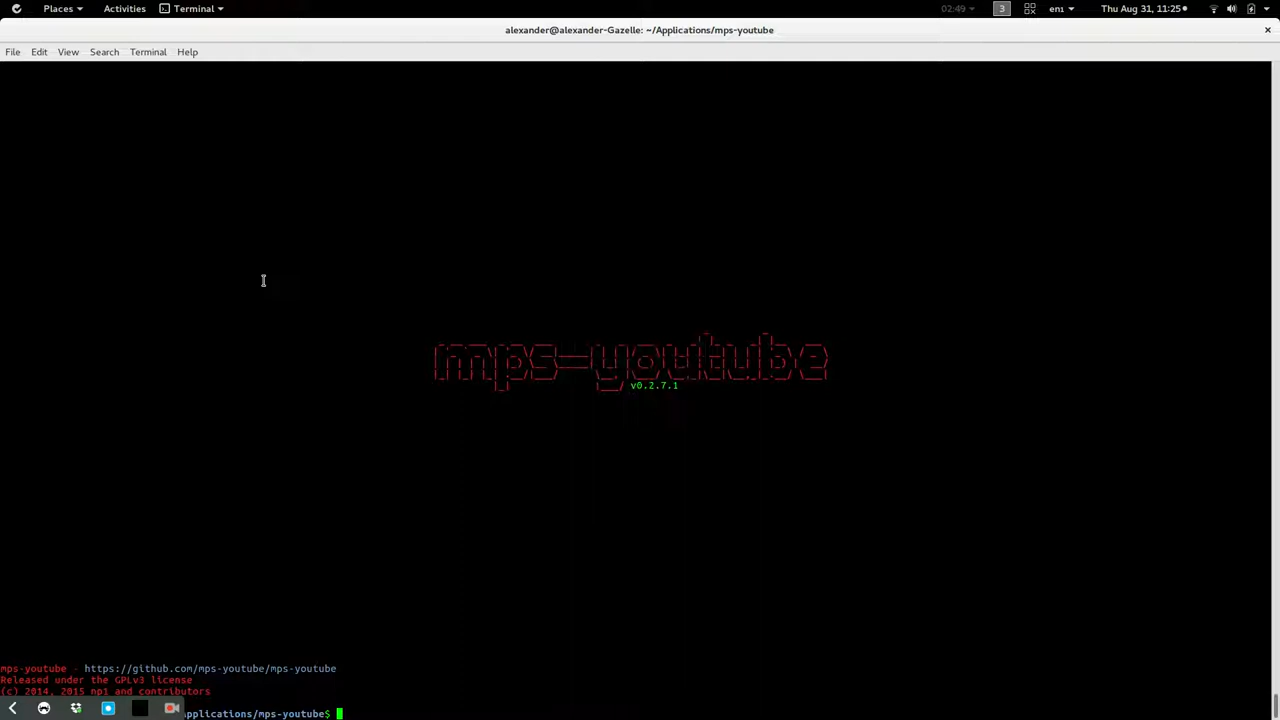 Places Activities Terminal 02:49 3 en₁ Thu Aug 31, 11:25
alexander@alexander-Gazelle: ~/Applications/mps-youtube
File Edit View Search Terminal Help
mps-youtube
v0.2.7.1
mps-youtube - https://github.com/mps-youtube/mps-youtube
Released under the GPLv3 license
(c) 2014, 2015 np1 and contributors
pplications/mps-youtube$